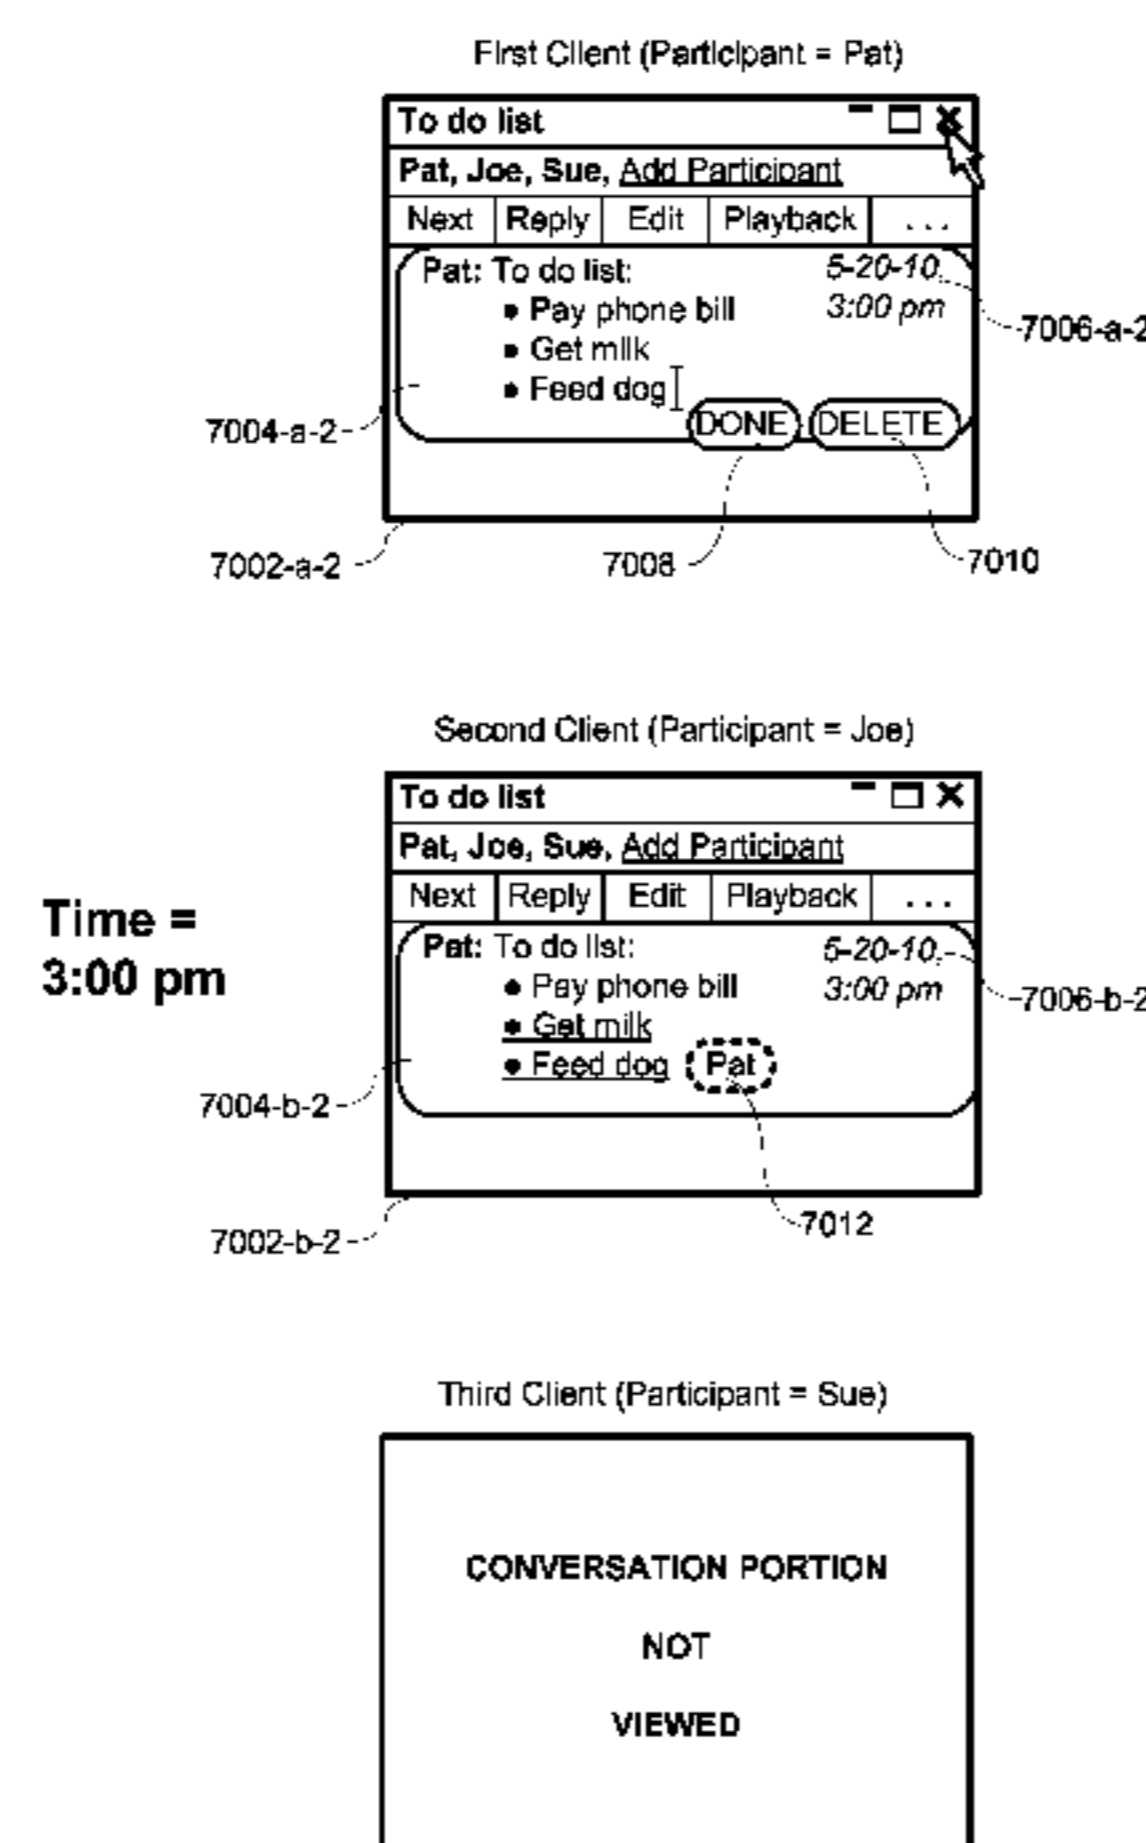 First Client (Participant = Pat)
To do list
Pat, Joe, Sue, Add Participant
Next Reply Edit Playback ...
Pat: To do list: 5-20-10
• Pay phone bill 3:00 pm
7006-a-2
• Get milk
• Feed dog
DONE DELETE
7004-a-2
7002-a-2 7008 7010
Second Client (Participant = Joe)
To do list
Pat, Joe, Sue, Add Participant
Next Reply Edit Playback ...
Time =
3:00 pm
Pat: To do list: 5-20-10
• Pay phone bill 3:00 pm
7006-b-2
• Get milk
• Feed dog Pat
7004-b-2
7012
7002-b-2
Third Client (Participant = Sue)
CONVERSATION PORTION
NOT
VIEWED